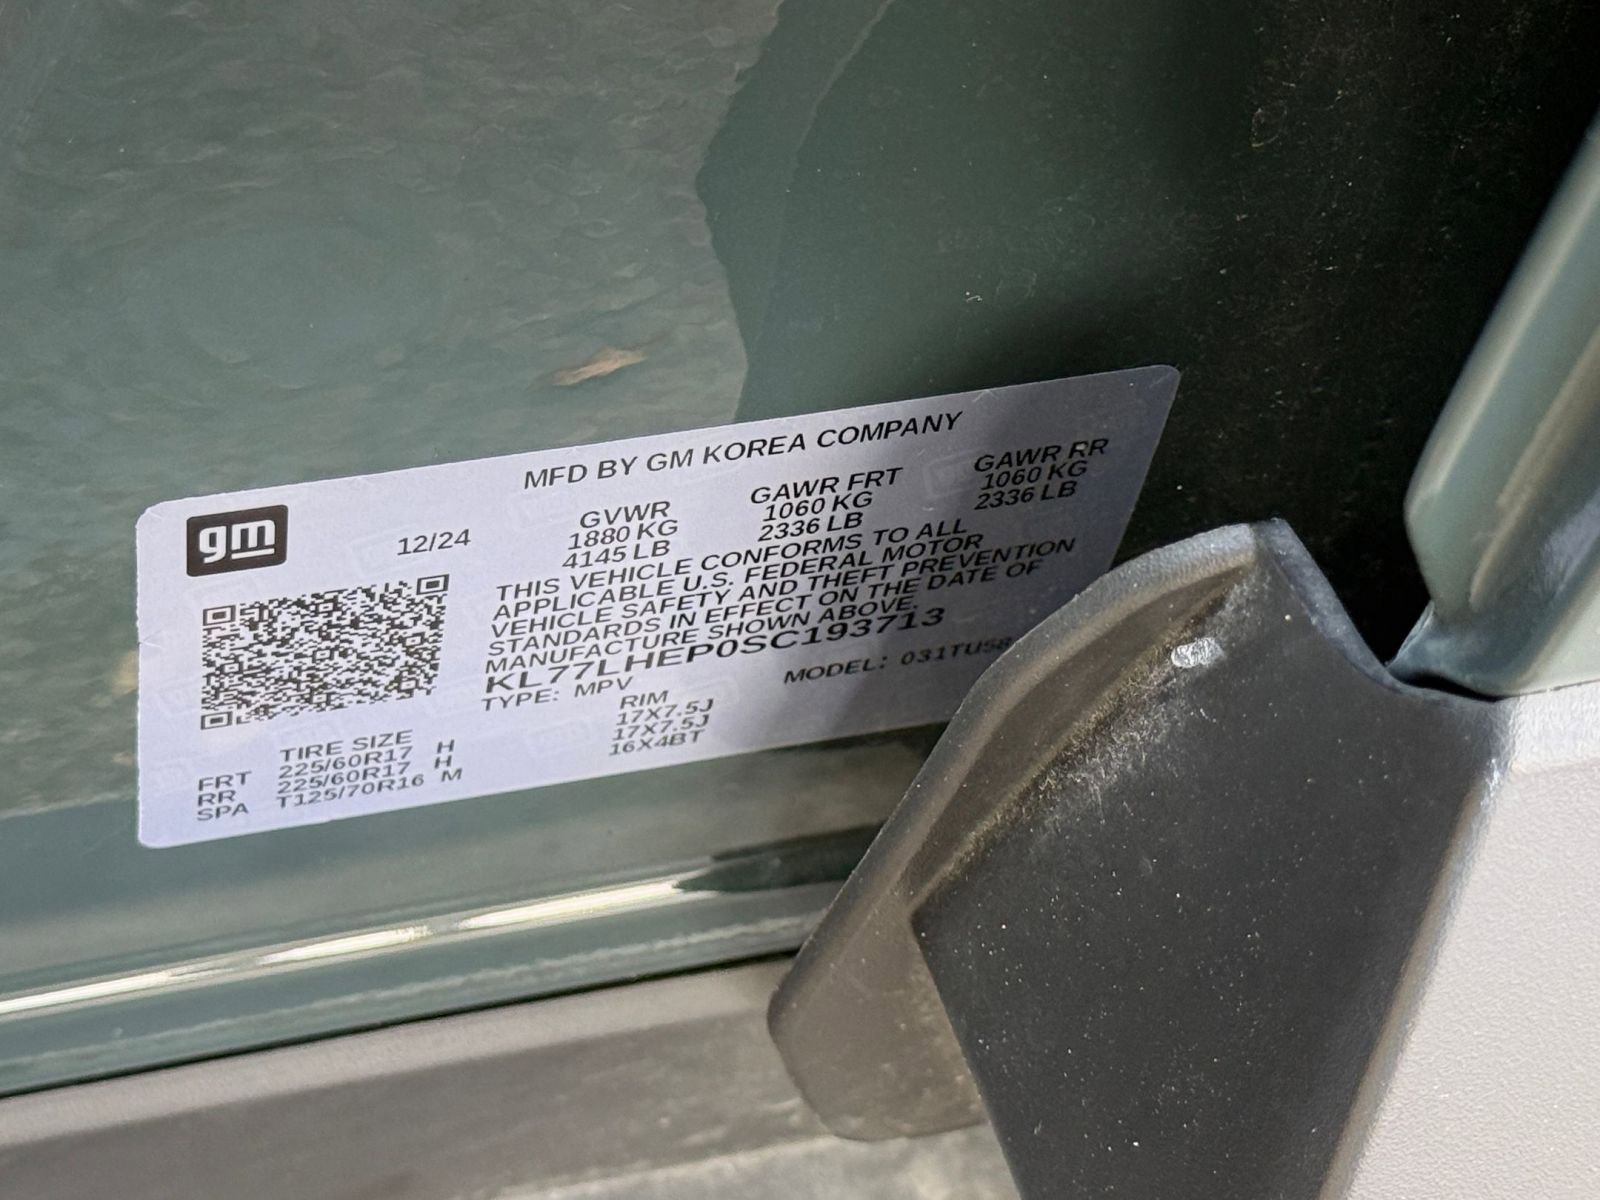 MFD BY GM KOREA COMPANY
gm
12/24
GVWR GAWR FRT GAWR RR
1880 KG 1060 KG 1060 KG
4145 LB 2336 LB 2336 LB
THIS VEHICLE CONFORMS TO ALL
APPLICABLE U.S. FEDERAL MOTOR
VEHICLE SAFETY AND THEFT PREVENTION
STANDARDS IN EFFECT ON THE DATE OF
MANUFACTURE SHOWN ABOVE.
KL77LHEP0SC193713
TYPE: MPV MODEL: 031TU58
TIRE SIZE RIM
FRT 225/60R17 H 17X7.5J
RR 225/60R17 H 17X7.5J
SPA T125/70R16 M 16X4BT